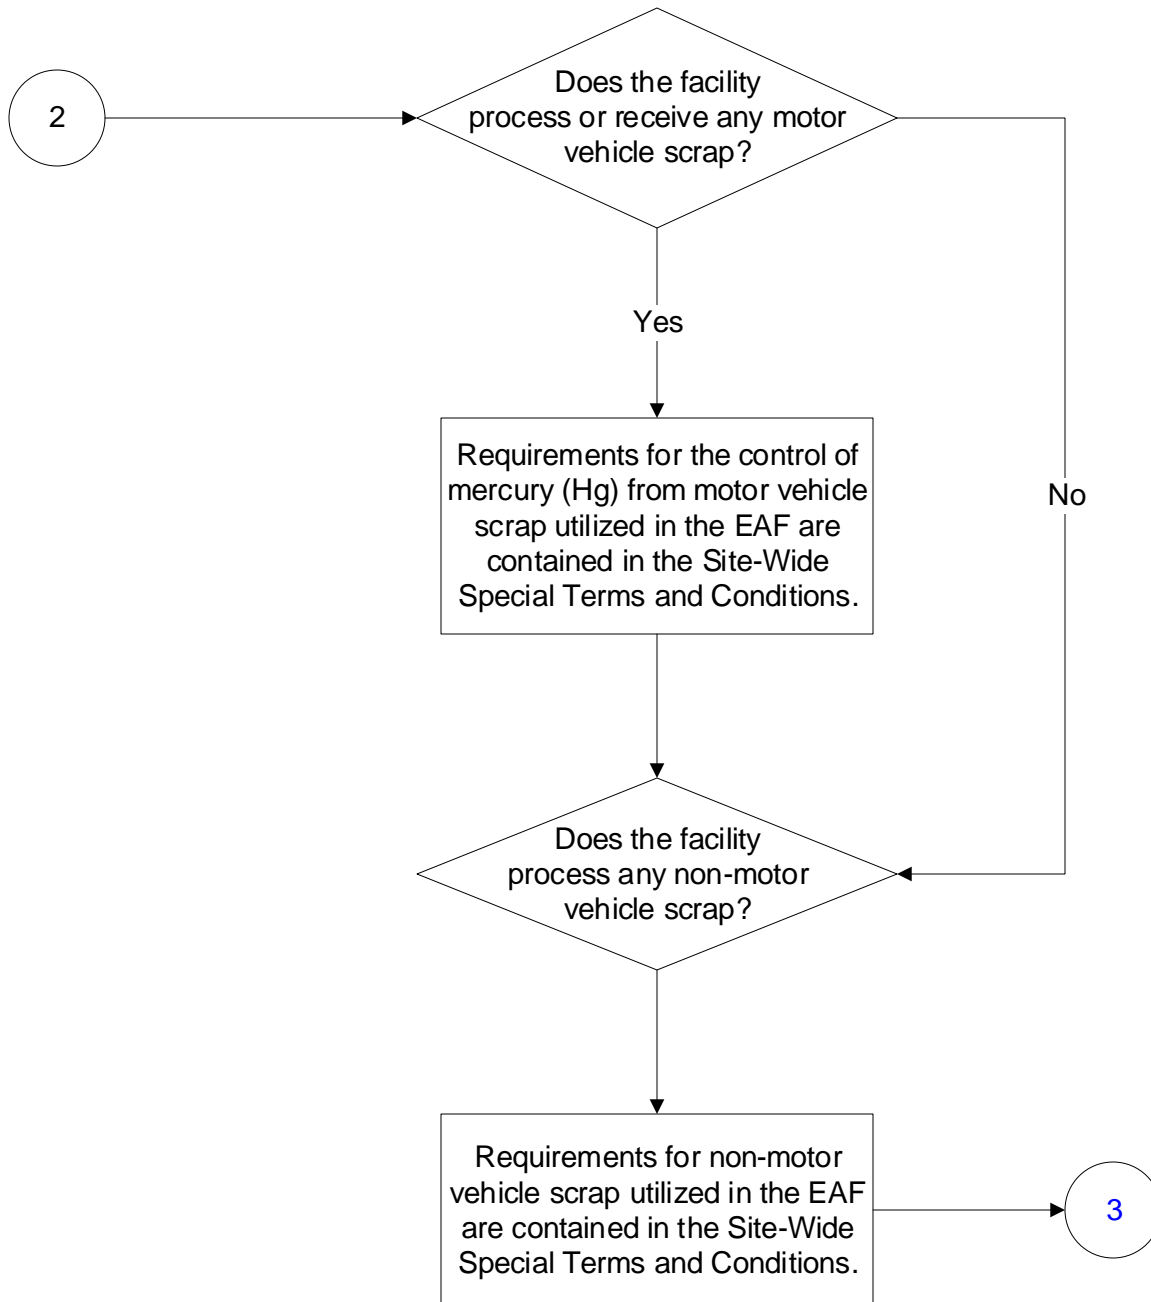 2
Does the facility
process or receive any motor
vehicle scrap?
Yes
Requirements for the control of
mercury (Hg) from motor vehicle
scrap utilized in the EAF are
contained in the Site-Wide
Special Terms and Conditions.
No
Does the facility
process any non-motor
vehicle scrap?
Requirements for non-motor
vehicle scrap utilized in the EAF
are contained in the Site-Wide
Special Terms and Conditions.
3